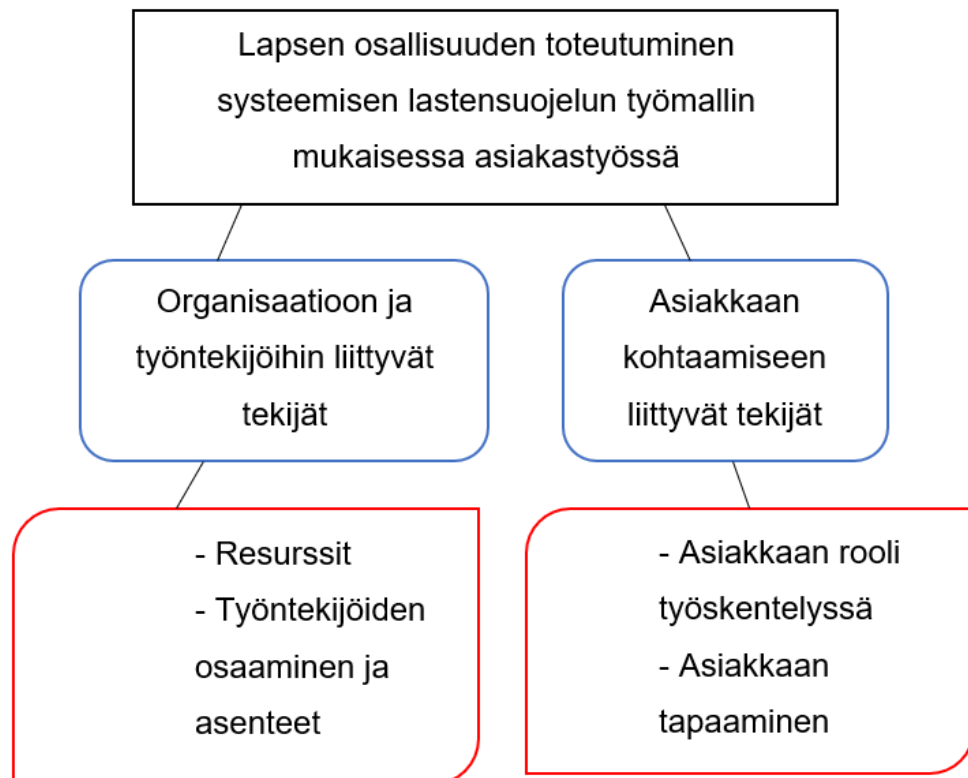 Lapsen osallisuuden toteutuminen
systeemisen lastensuojelun työmallin
mukaisessa asiakastyössä
Organisaatioon ja
työntekijöihin liittyvät
tekijät
Asiakkaan
kohtaamiseen
liittyvät tekijät
- Resurssit
- Työntekijöiden
osaaminen ja
asenteet
- Asiakkaan rooli
työskentelyssä
- Asiakkaan
tapaaminen